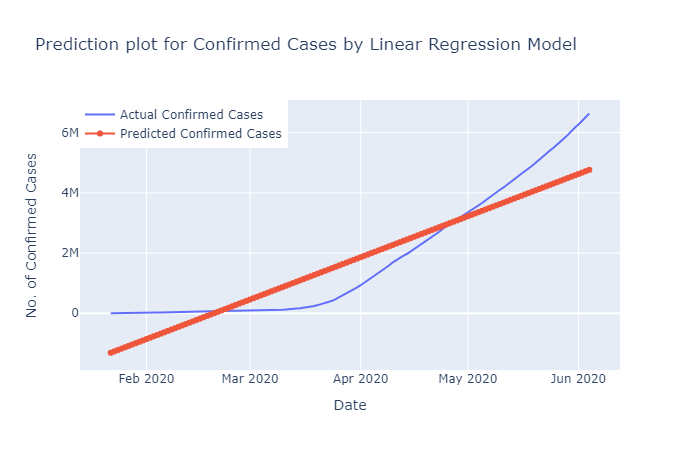 Prediction plot for Confirmed Cases by Linear Regression Model
Actual Confirmed Cases
Predicted Confirmed Cases
6M
4M
2M
0
No. of Confirmed Cases
Feb 2020
Mar 2020
Apr 2020
May 2020
Jun 2020
Date